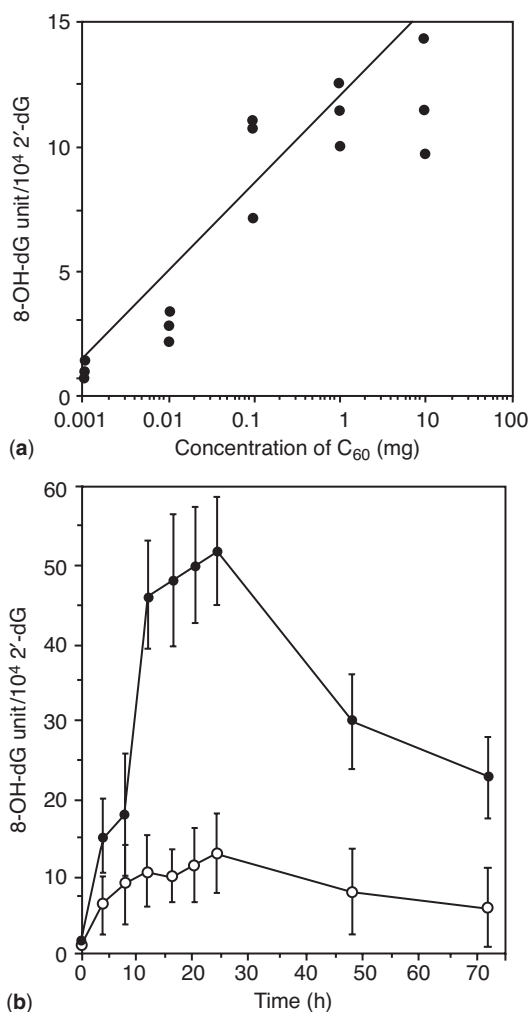 15
10
5
0
8-OH-dG unit/10⁴ 2′-dG
0.001 0.01 0.1 1 10 100
(a) Concentration of C₆₀ (mg)
60
50
40
30
20
10
0
8-OH-dG unit/10⁴ 2′-dG
0 10 20 30 40 50 60 70
(b) Time (h)